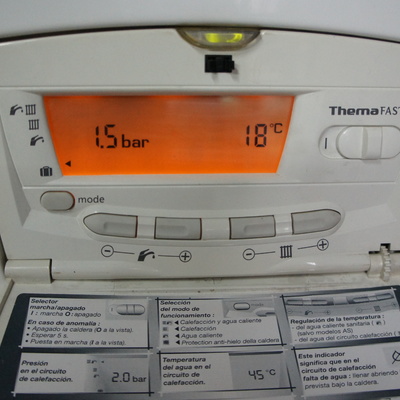 1.5 bar 18 °C
ThemaFAST
I
mode
Selector
marcha/apagado
I : marcha O : apagado
En caso de anomalia :
• Apagado la caldera (O à la vista).
• Esperar 5 s.
• Puesta en marcha (I à la vista)
Selección
del modo de
funcionamiento :
Calefacción y agua caliente
Calefacción
Agua caliente
Protección anti-hielo della caldera
Regulación de la temperatura :
- del agua caliente sanitaria
(salvo modelos AS)
- del agua del circuito de calefacción
Presión
en el circuito
de calefacción.
2.0 bar
Temperatura
del agua en el
circuito de
calefacción.
45 °C
Este indicador
significa en el
circuito de calefacción
falta de agua : llenar abriendo
prevista bajo la caldera.